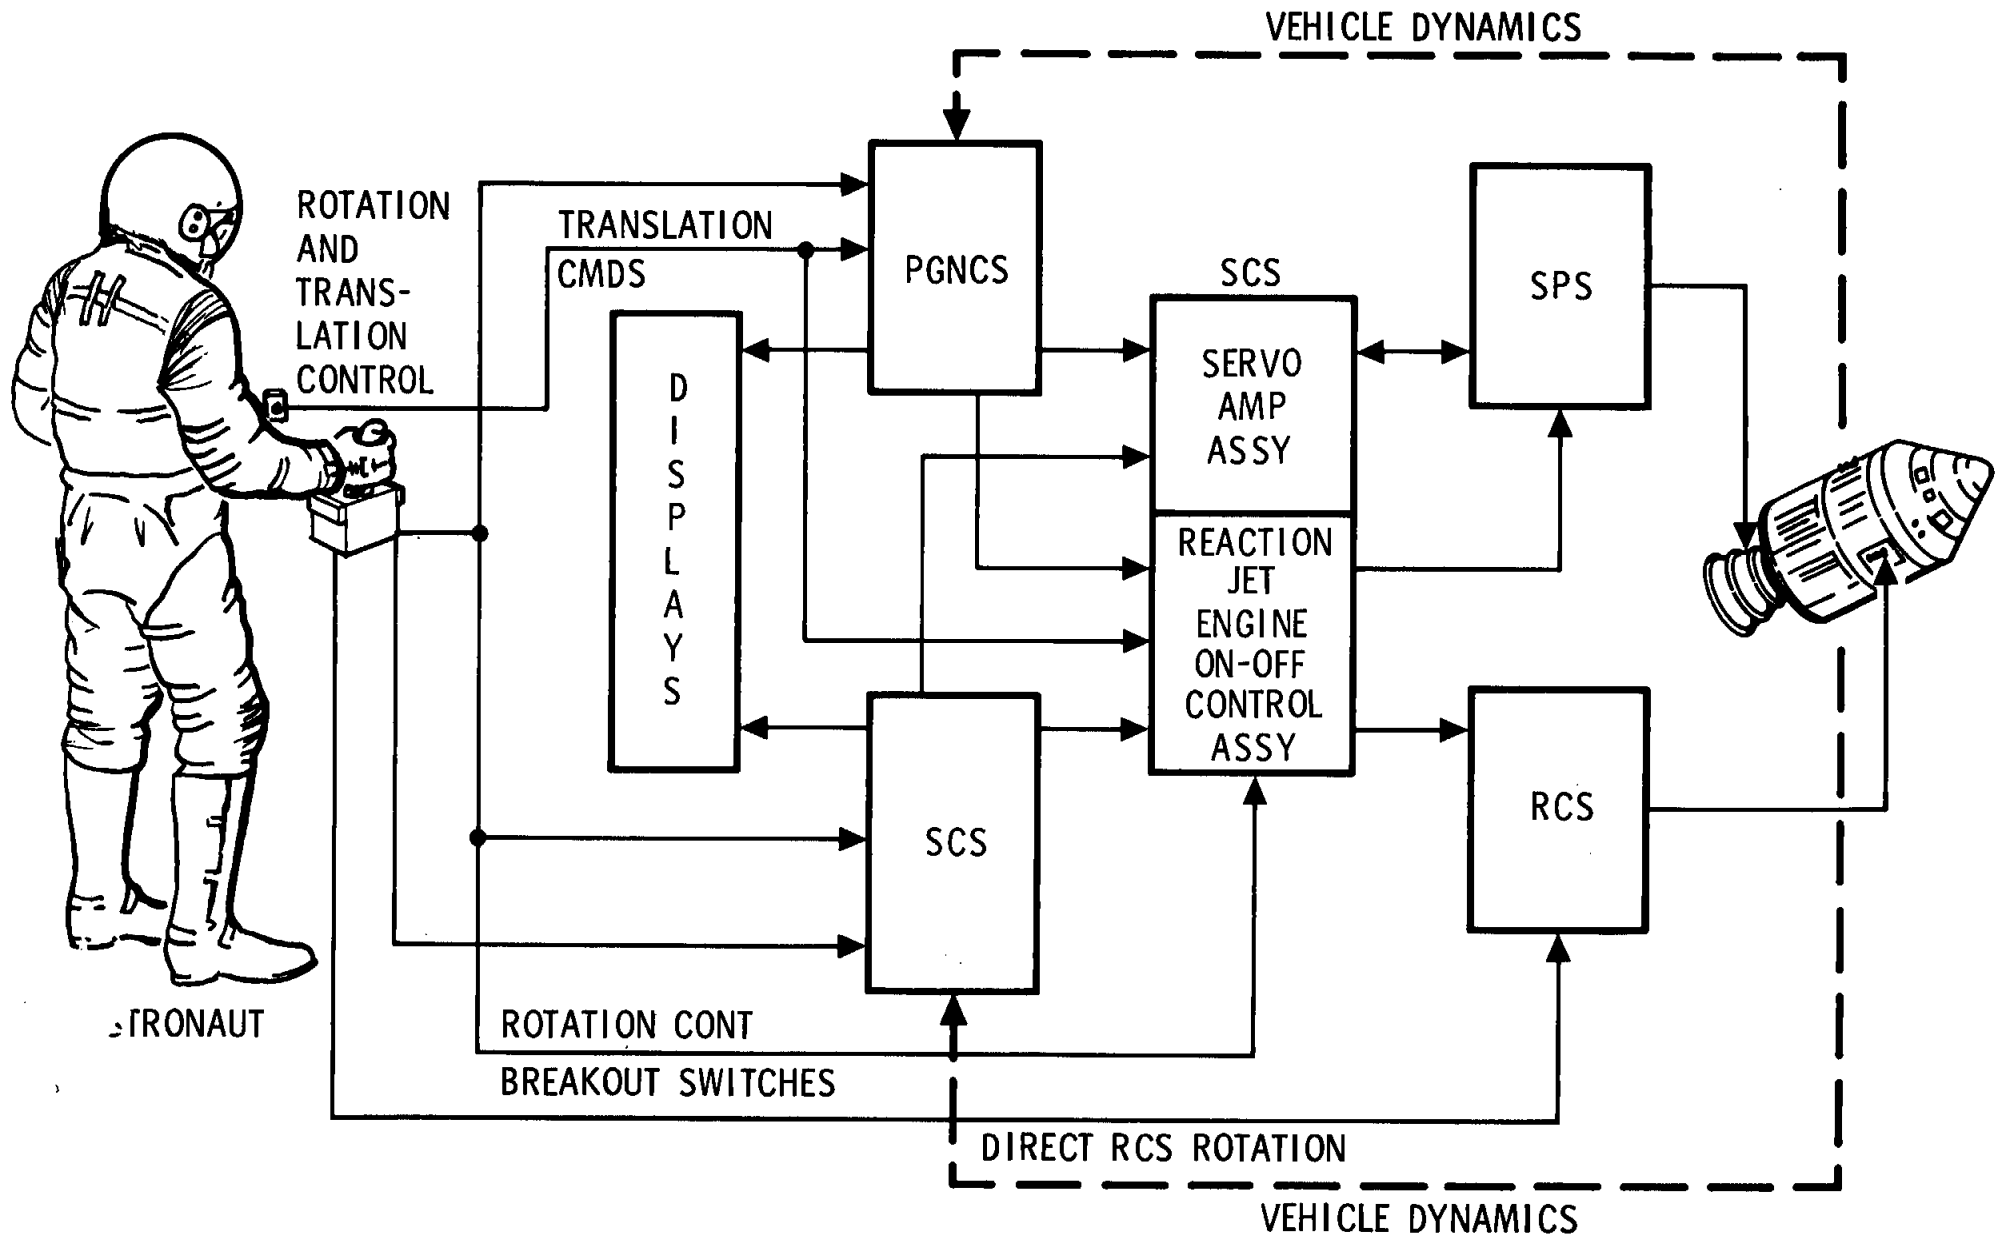 VEHICLE DYNAMICS
ROTATION
AND
TRANS-
LATION
CONTROL
TRANSLATION
CMDS
PGNCS
SCS
SPS
DISPLAYS
SERVO
AMP
ASSY
REACTION
JET
ENGINE
ON-OFF
CONTROL
ASSY
SCS
RCS
TRONAUT
ROTATION CONT
BREAKOUT SWITCHES
DIRECT RCS ROTATION
VEHICLE DYNAMICS